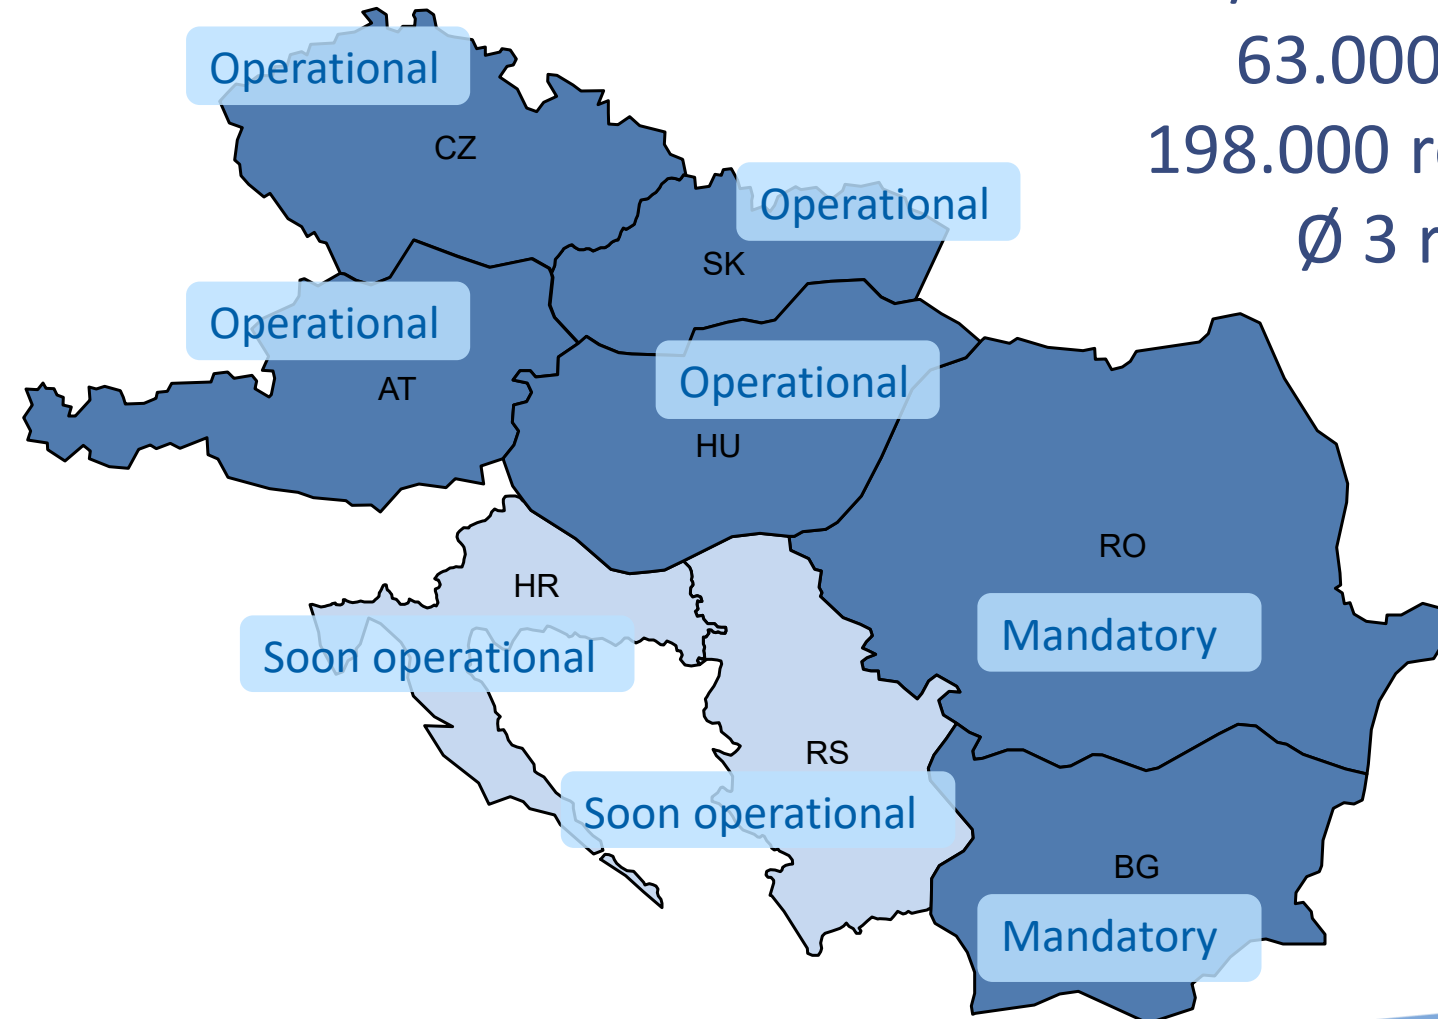 63.000
Operational
CZ
198.000
Operational
Ø 3
SK
Operational
AT
Operational
HU
RO
HR
Mandatory
Soon operational
RS
Soon operational
BG
Mandatory